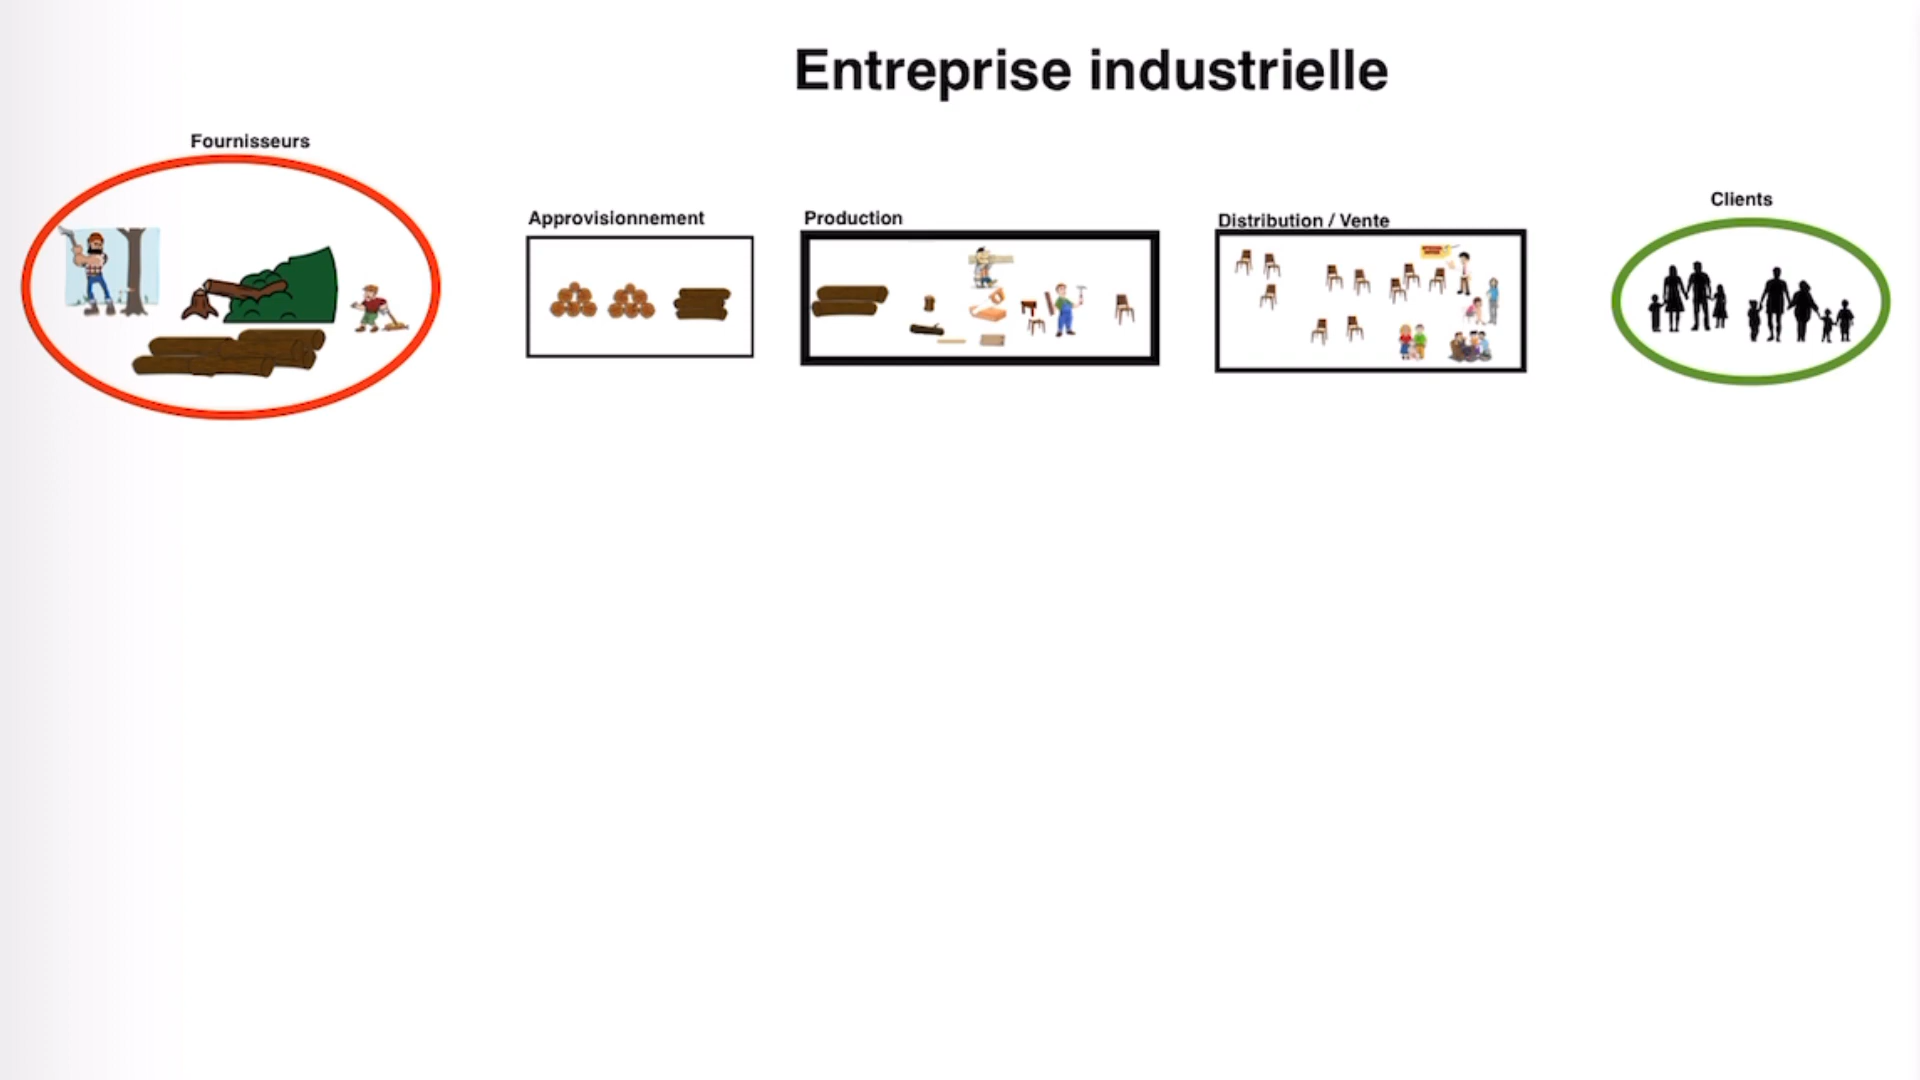 Entreprise industrielle
Fournisseurs
Approvisionnement
Production
Distribution / Vente
Clients